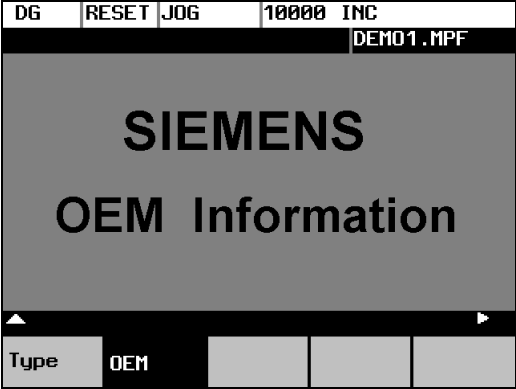 DG RESET JOG 10000 INC
DEMO1.MPF
SIEMENS
OEM Information
Type OEM